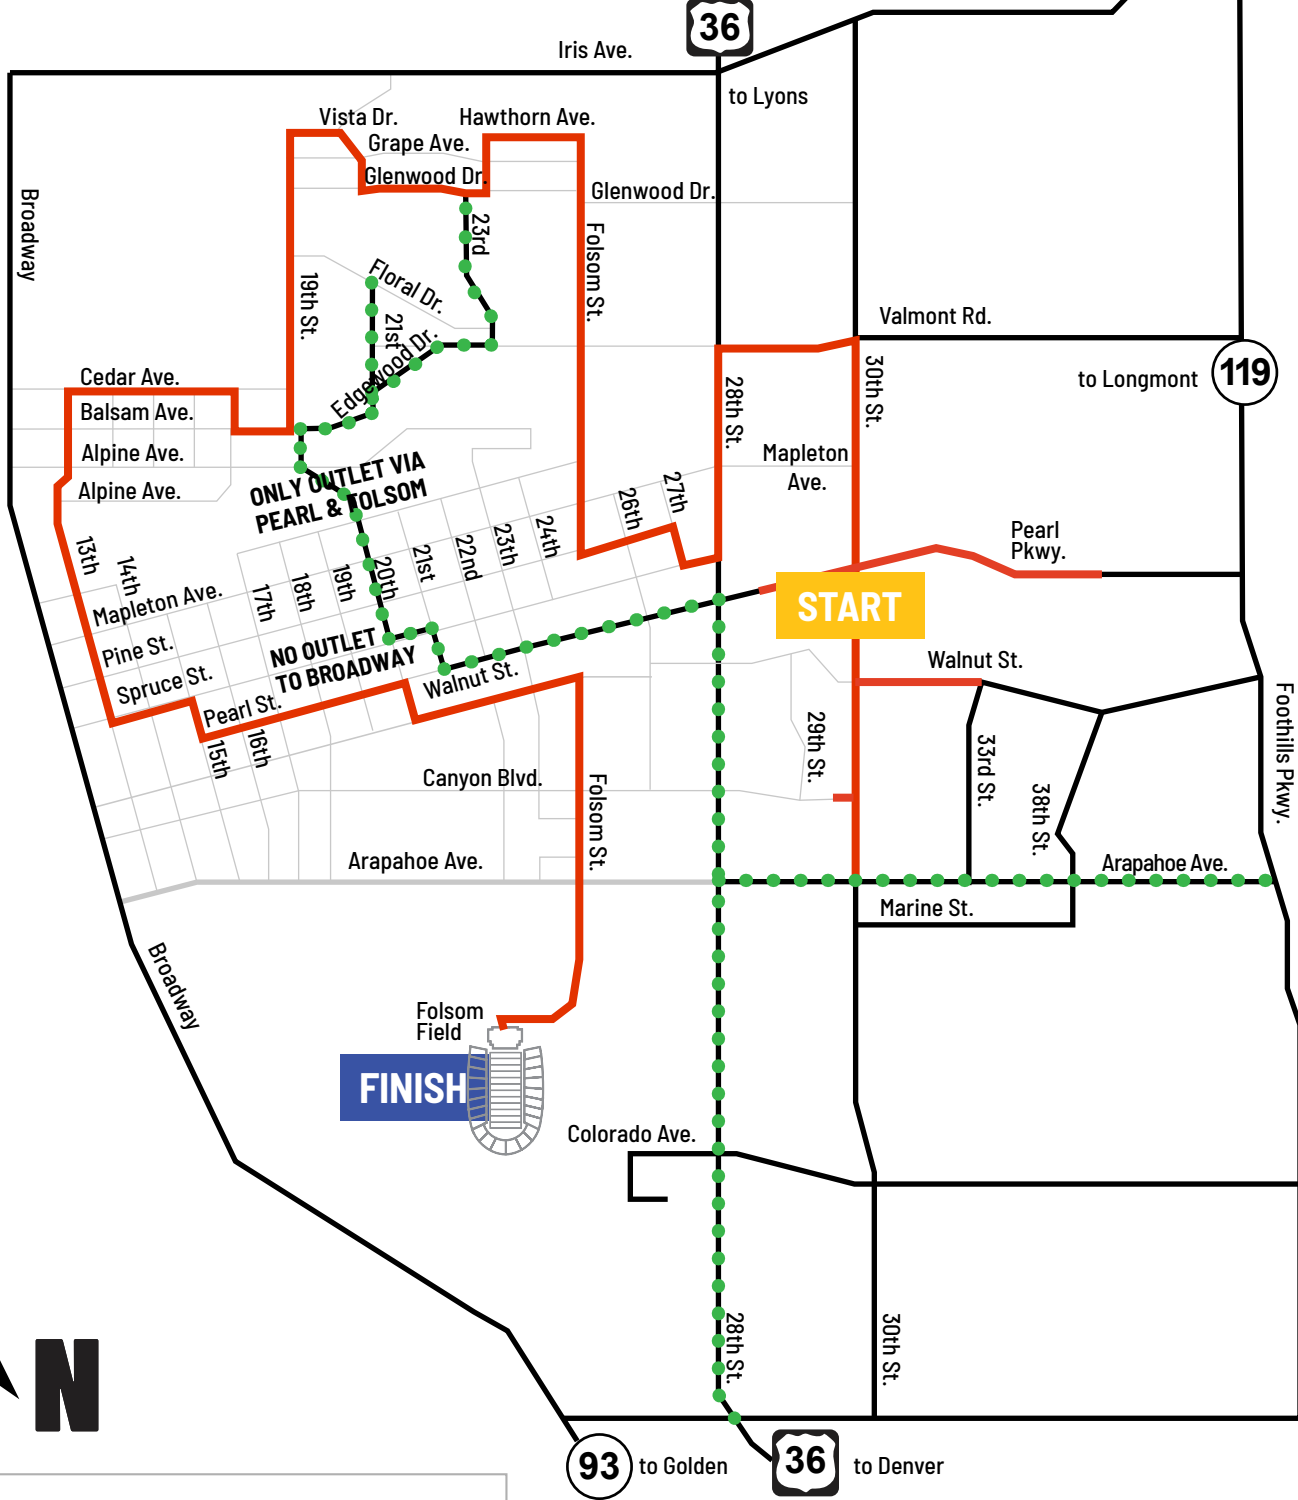 36
Iris Ave.
to Lyons
Vista Dr.
Hawthorn Ave.
Grape Ave.
Glenwood Dr.
Glenwood Dr.
Broadway
23rd
Folsom St.
Floral Dr.
19th St.
21st
Edgewood Dr.
Valmont Rd.
to Longmont
119
Cedar Ave.
Balsam Ave.
28th St.
30th St.
Alpine Ave.
Alpine Ave.
Mapleton
Ave.
ONLY OUTLET VIA
PEARL & FOLSOM
27th
26th
24th
23rd
22nd
21st
20th
19th
18th
17th
13th
14th
Pearl
Pkwy.
Mapleton Ave.
START
Pine St.
NO OUTLET
TO BROADWAY
Walnut St.
Spruce St.
Walnut St.
Pearl St.
15th
16th
29th St.
33rd St.
38th St.
Foothills Pkwy.
Canyon Blvd.
Folsom St.
Arapahoe Ave.
Arapahoe Ave.
Marine St.
Broadway
Folsom
Field
FINISH
Colorado Ave.
28th St.
30th St.
N
93
to Golden
36
to Denver